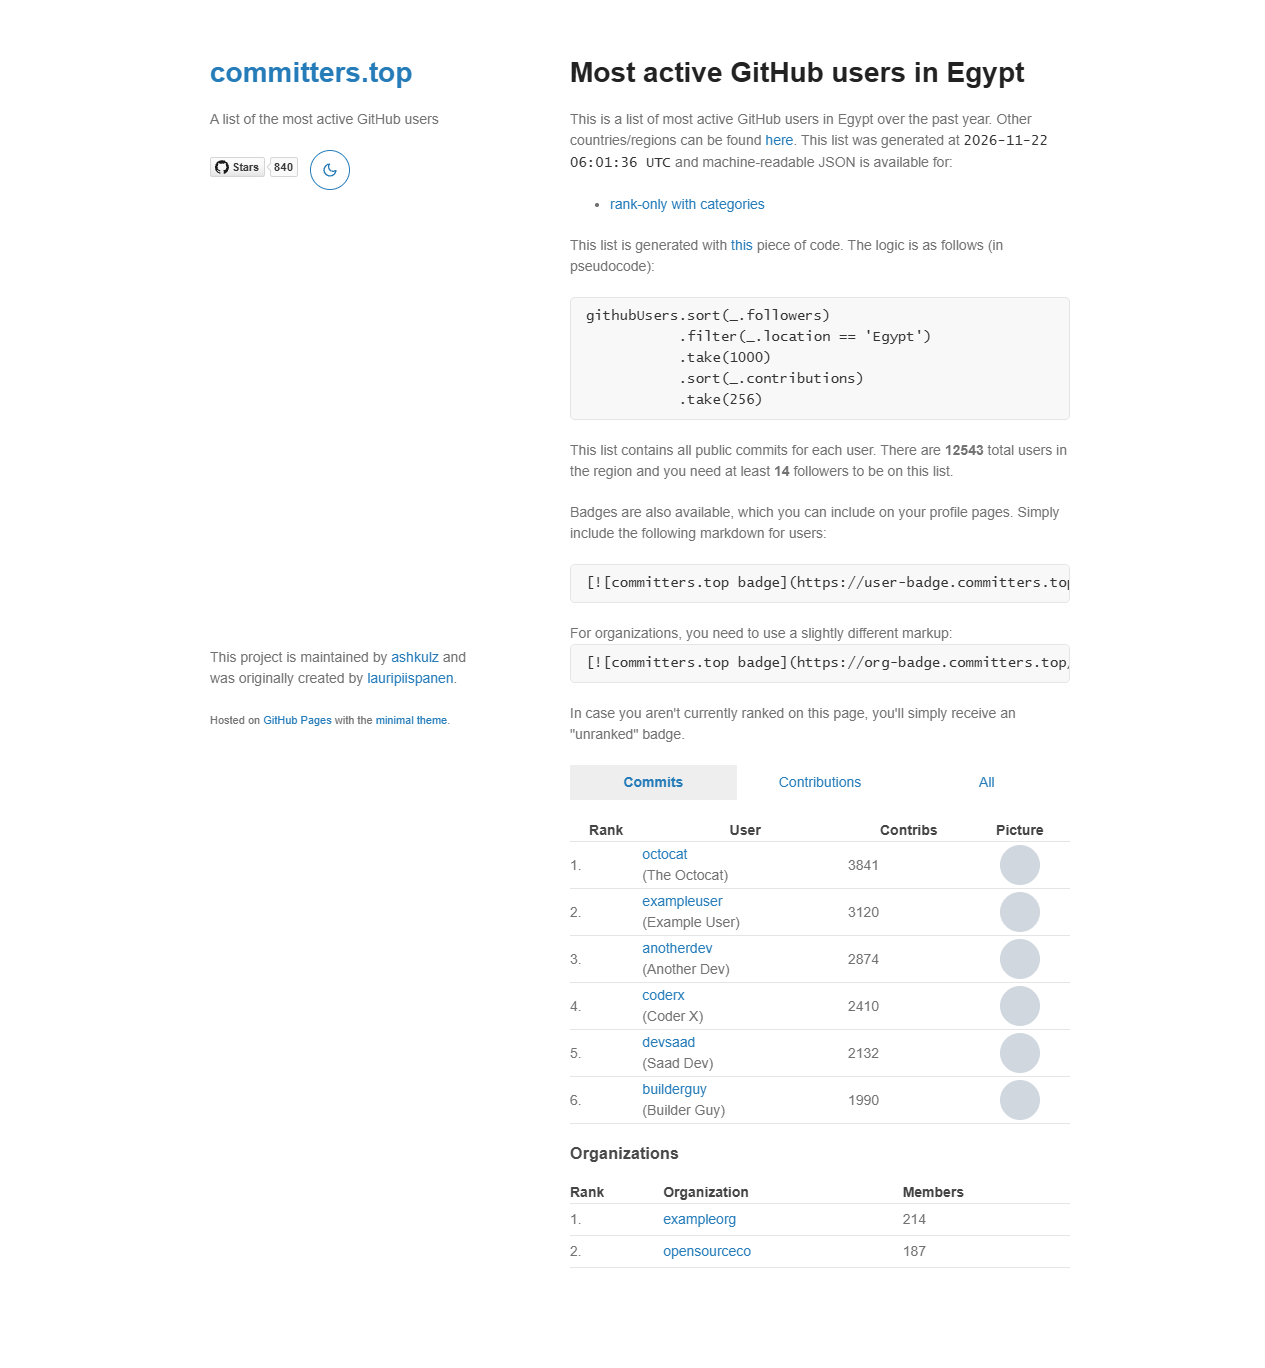 committers.top
A list of the most active GitHub users
Stars 840
This project is maintained by ashkulz and
was originally created by lauripiispanen.
Hosted on GitHub Pages with the minimal theme.
Most active GitHub users in Egypt
This is a list of most active GitHub users in Egypt over the past year. Other
countries/regions can be found here. This list was generated at 2026-11-22
06:01:36 UTC and machine-readable JSON is available for:
• rank-only with categories
This list is generated with this piece of code. The logic is as follows (in
pseudocode):
githubUsers.sort(_.followers)
.filter(_.location == 'Egypt')
.take(1000)
.sort(_.contributions)
.take(256)
This list contains all public commits for each user. There are 12543 total users in
the region and you need at least 14 followers to be on this list.
Badges are also available, which you can include on your profile pages. Simply
include the following markdown for users:
[![committers.top badge](https://user-badge.committers.top
For organizations, you need to use a slightly different markup:
[![committers.top badge](https://org-badge.committers.top/
In case you aren't currently ranked on this page, you'll simply receive an
"unranked" badge.
Commits Contributions All
Rank User Contribs Picture
1. octocat
(The Octocat) 3841
2. exampleuser
(Example User) 3120
3. anotherdev
(Another Dev) 2874
4. coderx
(Coder X) 2410
5. devsaad
(Saad Dev) 2132
6. builderguy
(Builder Guy) 1990
Organizations
Rank Organization Members
1. exampleorg 214
2. opensourceco 187